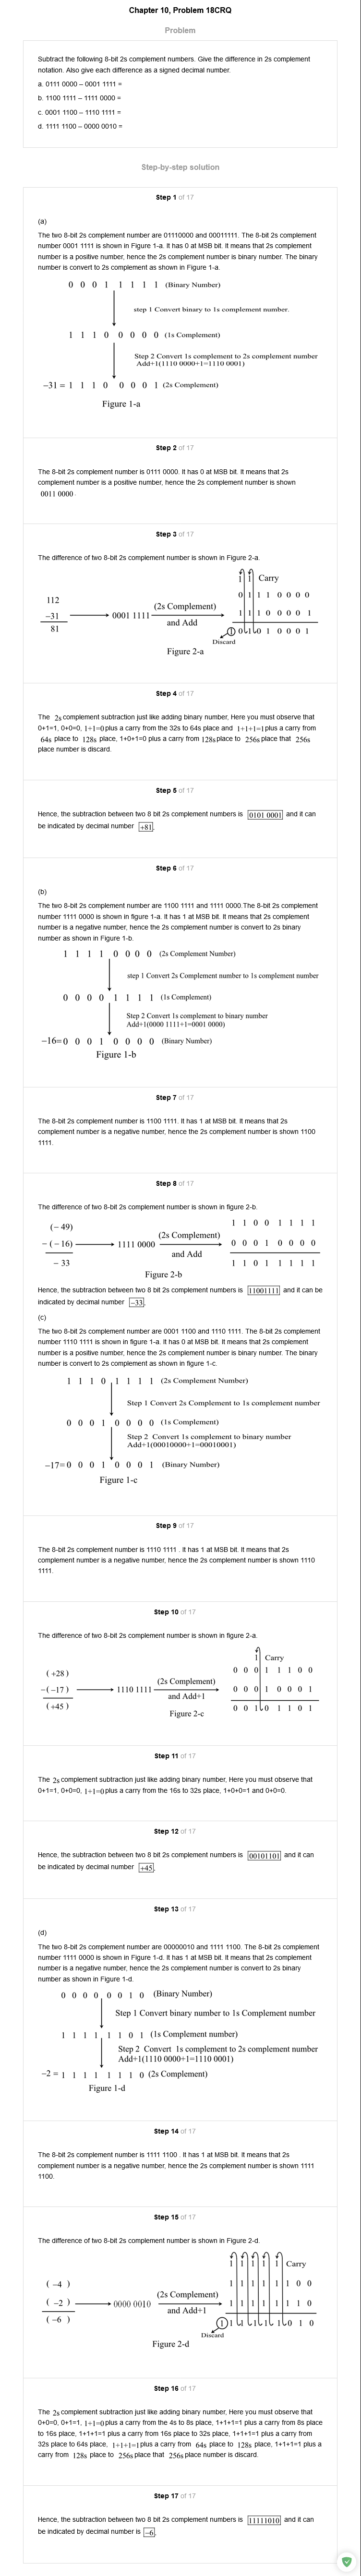 Chapter 10, Problem 18CRQ
Problem
Subtract the following 8-bit 2s complement numbers. Give the difference in 2s complement
notation. Also give each difference as a signed decimal number.
a. 0111 0000 – 0001 1111 =
b. 1100 1111 – 1111 0000 =
c. 0001 1100 – 1110 1111 =
d. 1111 1100 – 0000 0010 =
Step-by-step solution
Step 1 of 17
(a)
The two 8-bit 2s complement number are 01110000 and 00011111. The 8-bit 2s complement
number 0001 1111 is shown in Figure 1-a. It has 0 at MSB bit. It means that 2s complement
number is a positive number, hence the 2s complement number is binary number. The binary
number is convert to 2s complement as shown in Figure 1-a.
0 0 0 1 1 1 1 1 (Binary Number)
step 1 Convert binary to 1s complement number.
1 1 1 0 0 0 0 0 (1s Complement)
Step 2 Convert 1s complement to 2s complement number
Add+1(1110 0000+1=1110 0001)
−31 = 1 1 1 0 0 0 0 1 (2s Complement)
Figure 1-a
Step 2 of 17
The 8-bit 2s complement number is 0111 0000. It has 0 at MSB bit. It means that 2s
complement number is a positive number, hence the 2s complement number is shown
0011 0000.
Step 3 of 17
The difference of two 8-bit 2s complement number is shown in Figure 2-a.
1 1 Carry
112
−31
81
0001 1111
(2s Complement)
and Add
0 1 1 1 0 0 0 0
1 1 1 0 0 0 0 1
1 0 1 0 1 0 0 0 1
Discard
Figure 2-a
Step 4 of 17
The 2s complement subtraction just like adding binary number, Here you must observe that
0+1=1, 0+0=0, 1+1=0 plus a carry from the 32s to 64s place and 1+1+1=1 plus a carry from
64s place to 128s place, 1+0+1=0 plus a carry from 128s place to 256s place that 256s
place number is discard.
Step 5 of 17
Hence, the subtraction between two 8 bit 2s complement numbers is 0101 0001 and it can
be indicated by decimal number +81.
Step 6 of 17
(b)
The two 8-bit 2s complement number are 1100 1111 and 1111 0000. The 8-bit 2s complement
number 1111 0000 is shown in figure 1-a. It has 1 at MSB bit. It means that 2s complement
number is a negative number, hence the 2s complement number is convert to 2s binary
number as shown in Figure 1-b.
1 1 1 1 0 0 0 0 (2s Complement Number)
step 1 Convert 2s Complement number to 1s complement number
0 0 0 0 1 1 1 1 (1s Complement)
Step 2 Convert 1s complement to binary number
Add+1(0000 1111+1=0001 0000)
−16=0 0 0 1 0 0 0 0 (Binary Number)
Figure 1-b
Step 7 of 17
The 8-bit 2s complement number is 1100 1111. It has 1 at MSB bit. It means that 2s
complement number is a negative number, hence the 2s complement number is shown 1100
1111.
Step 8 of 17
The difference of two 8-bit 2s complement number is shown in figure 2-b.
(− 49)
− (− 16)
− 33
1111 0000
(2s Complement)
and Add
1 1 0 0 1 1 1 1
0 0 0 1 0 0 0 0
1 1 0 1 1 1 1 1
Figure 2-b
Hence, the subtraction between two 8 bit 2s complement numbers is 11001111 and it can be
indicated by decimal number −33.
(c)
The two 8-bit 2s complement number are 0001 1100 and 1110 1111. The 8-bit 2s complement
number 1110 1111 is shown in figure 1-a. It has 0 at MSB bit. It means that 2s complement
number is a positive number, hence the 2s complement number is binary number. The binary
number is convert to 2s complement as shown in figure 1-c.
1 1 1 0 1 1 1 1 (2s Complement Number)
Step 1 Convert 2s Complement to 1s complement number
0 0 0 1 0 0 0 0 (1s Complement)
Step 2 Convert 1s complement to binary number
Add+1(00010000+1=00010001)
−17=0 0 0 1 0 0 0 1 (Binary Number)
Figure 1-c
Step 9 of 17
The 8-bit 2s complement number is 1110 1111 . It has 1 at MSB bit. It means that 2s
complement number is a negative number, hence the 2s complement number is shown 1110
1111.
Step 10 of 17
The difference of two 8-bit 2s complement number is shown in figure 2-a.
1 Carry
(+28 )
−(−17 )
(+45 )
1110 1111
(2s Complement)
and Add+1
0 0 0 1 1 1 0 0
0 0 0 1 0 0 0 1
0 0 1 0 1 1 0 1
Figure 2-c
Step 11 of 17
The 2s complement subtraction just like adding binary number, Here you must observe that
0+1=1, 0+0=0, 1+1=0 plus a carry from the 16s to 32s place, 1+0+0=1 and 0+0=0.
Step 12 of 17
Hence, the subtraction between two 8 bit 2s complement numbers is 00101101 and it can
be indicated by decimal number +45.
Step 13 of 17
(d)
The two 8-bit 2s complement number are 00000010 and 1111 1100. The 8-bit 2s complement
number 1111 0000 is shown in Figure 1-d. It has 1 at MSB bit. It means that 2s complement
number is a negative number, hence the 2s complement number is convert to 2s binary
number as shown in Figure 1-d.
0 0 0 0 0 0 1 0 (Binary Number)
Step 1 Convert binary number to 1s Complement number
1 1 1 1 1 1 0 1 (1s Complement number)
Step 2 Convert 1s complement to 2s complement number
Add+1(1110 0000+1=1110 0001)
−2 = 1 1 1 1 1 1 1 0 (2s Complement)
Figure 1-d
Step 14 of 17
The 8-bit 2s complement number is 1111 1100 . It has 1 at MSB bit. It means that 2s
complement number is a negative number, hence the 2s complement number is shown 1111
1100.
Step 15 of 17
The difference of two 8-bit 2s complement number is shown in Figure 2-d.
1 1 1 1 1 Carry
( −4 )
( −2 )
( −6 )
0000 0010
(2s Complement)
and Add+1
1 1 1 1 1 1 0 0
1 1 1 1 1 1 1 0
1 1 1 1 1 1 0 1 0
Discard
Figure 2-d
Step 16 of 17
The 2s complement subtraction just like adding binary number, Here you must observe that
0+0=0, 0+1=1, 1+1=0 plus a carry from the 4s to 8s place, 1+1+1=1 plus a carry from 8s place
to 16s place, 1+1+1=1 plus a carry from 16s place to 32s place, 1+1+1=1 plus a carry from
32s place to 64s place, 1+1+1=1 plus a carry from 64s place to 128s place, 1+1+1=1 plus a
carry from 128s place to 256s place that 256s place number is discard.
Step 17 of 17
Hence, the subtraction between two 8 bit 2s complement numbers is 11111010 and it can
be indicated by decimal number is −6.